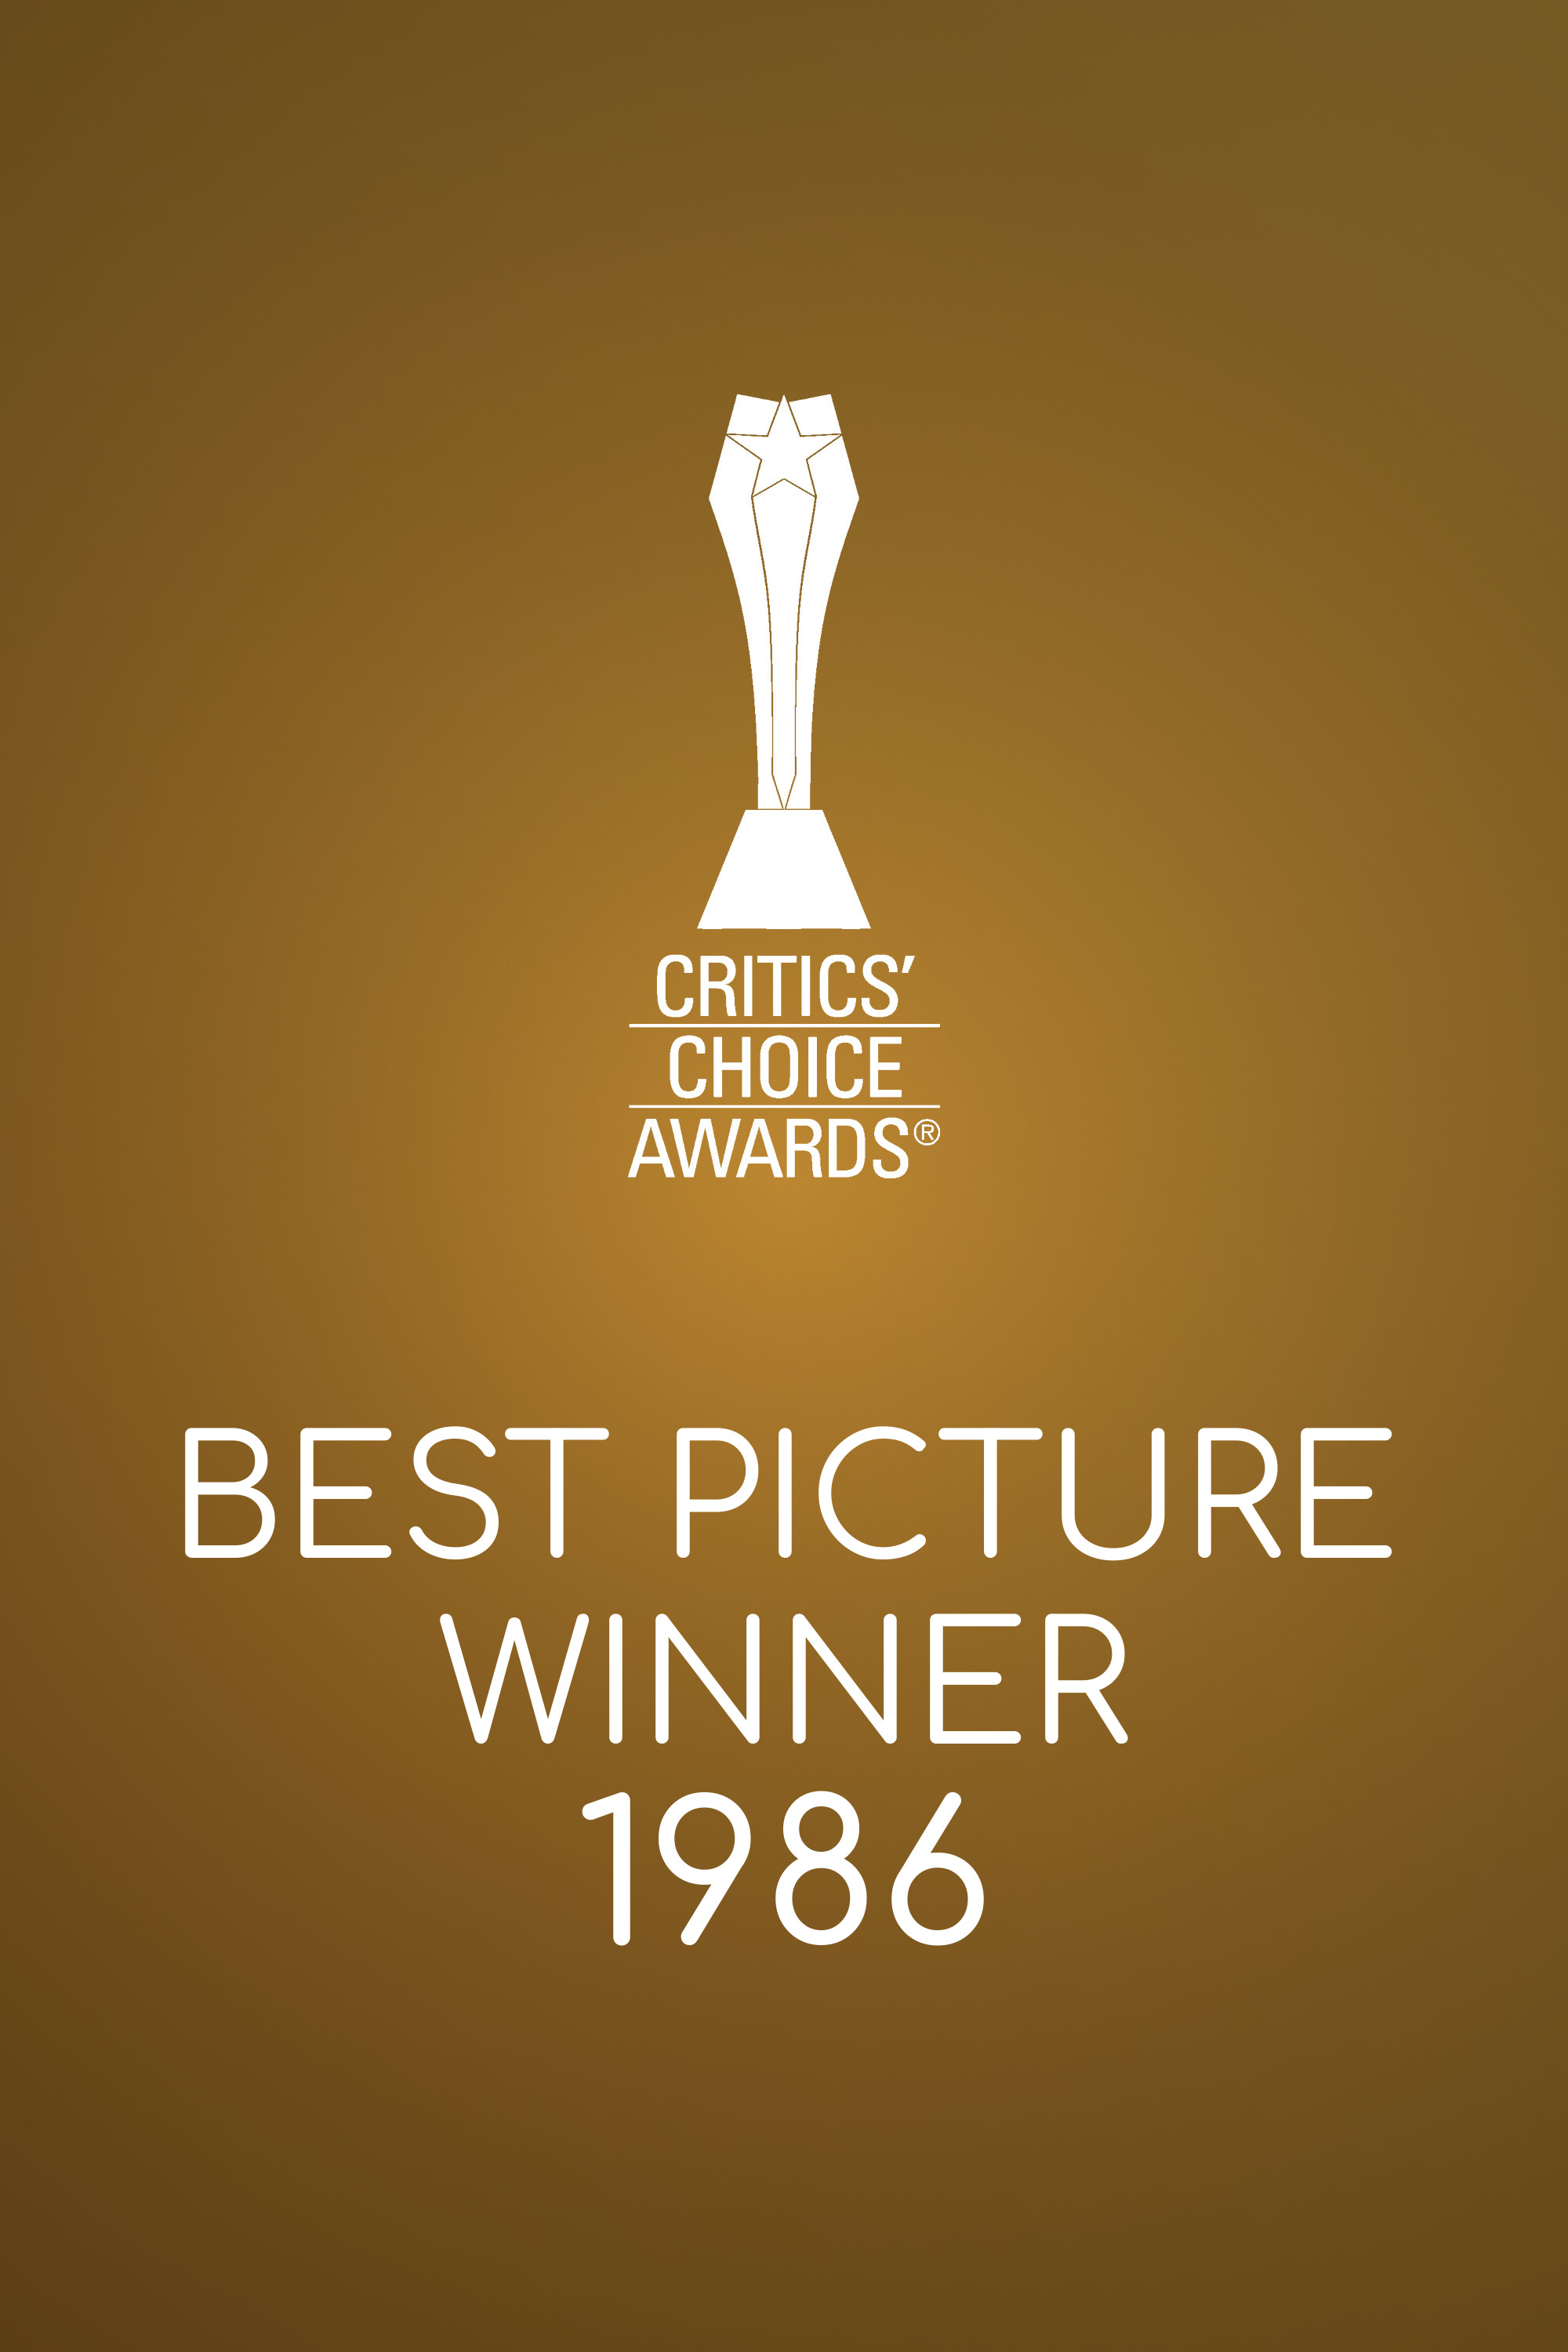 CRITICS'
CHOICE
AWARDS®
BEST PICTURE
WINNER
1986